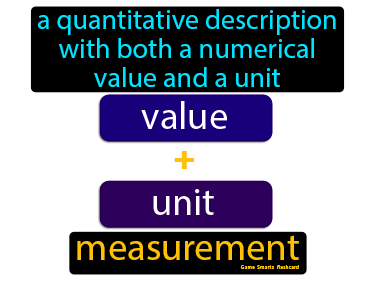 a quantitative description
with both a numerical
value and a unit
value
+
unit
measurement
Game Smartz flashcard